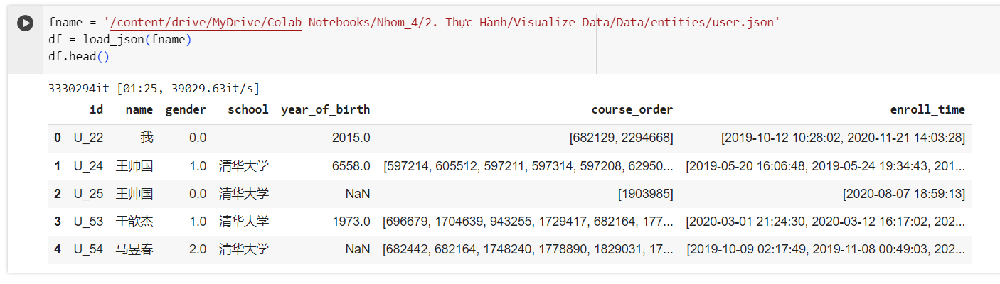 fname = '/content/drive/MyDrive/Colab Notebooks/Nhom_4/2. Thực Hành/Visualize Data/Data/entities/user.json'
df = load_json(fname)
df.head()
3330294it [01:25, 39029.63it/s]
id name gender school year_of_birth course_order enroll_time
0 U_22 我 0.0 2015.0 [682129, 2294668] [2019-10-12 10:28:02, 2020-11-21 14:03:28]
1 U_24 王帅国 1.0 清华大学 6558.0 [597214, 605512, 597211, 597314, 597208, 62950... [2019-05-20 16:06:48, 2019-05-24 19:34:43, 201...
2 U_25 王帅国 0.0 清华大学 NaN [1903985] [2020-08-07 18:59:13]
3 U_53 于歆杰 1.0 清华大学 1973.0 [696679, 1704639, 943255, 1729417, 682164, 177... [2020-03-01 21:24:30, 2020-03-12 16:17:02, 202...
4 U_54 马昱春 2.0 清华大学 NaN [682442, 682164, 1748240, 1778890, 1829031, 17... [2019-10-09 02:17:49, 2019-11-08 00:49:03, 202...